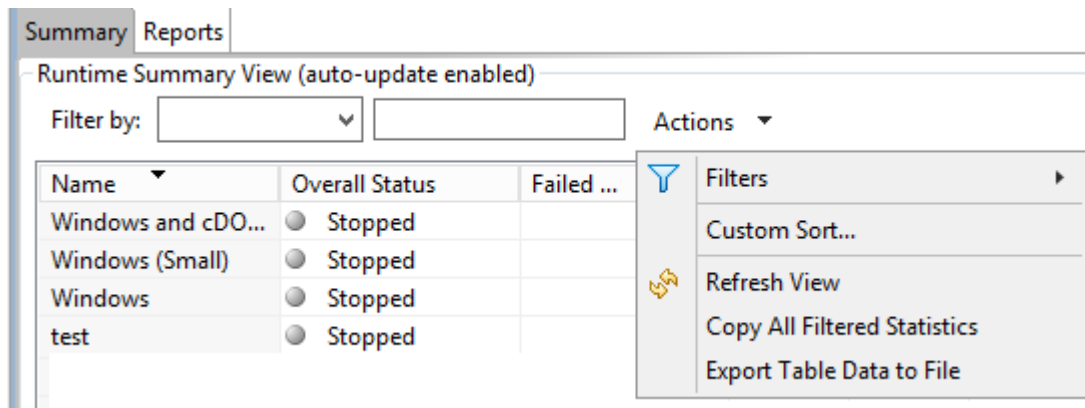 Summary Reports
Runtime Summary View (auto-update enabled)
Filter by:
Actions
Name Overall Status Failed ...
Windows and cDO... Stopped
Windows (Small) Stopped
Windows Stopped
test Stopped
Filters
Custom Sort...
Refresh View
Copy All Filtered Statistics
Export Table Data to File